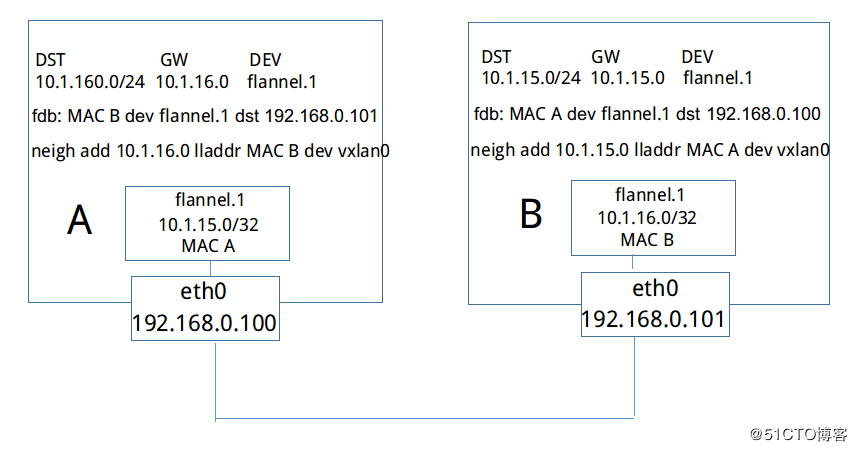 DST GW DEV
10.1.160.0/24 10.1.16.0 flannel.1
fdb: MAC B dev flannel.1 dst 192.168.0.101
neigh add 10.1.16.0 lladdr MAC B dev vxlan0
A
flannel.1
10.1.15.0/32
MAC A
eth0
192.168.0.100
DST GW DEV
10.1.15.0/24 10.1.15.0 flannel.1
fdb: MAC A dev flannel.1 dst 192.168.0.100
neigh add 10.1.15.0 lladdr MAC A dev vxlan0
B
flannel.1
10.1.16.0/32
MAC B
eth0
192.168.0.101
@51CTO博客